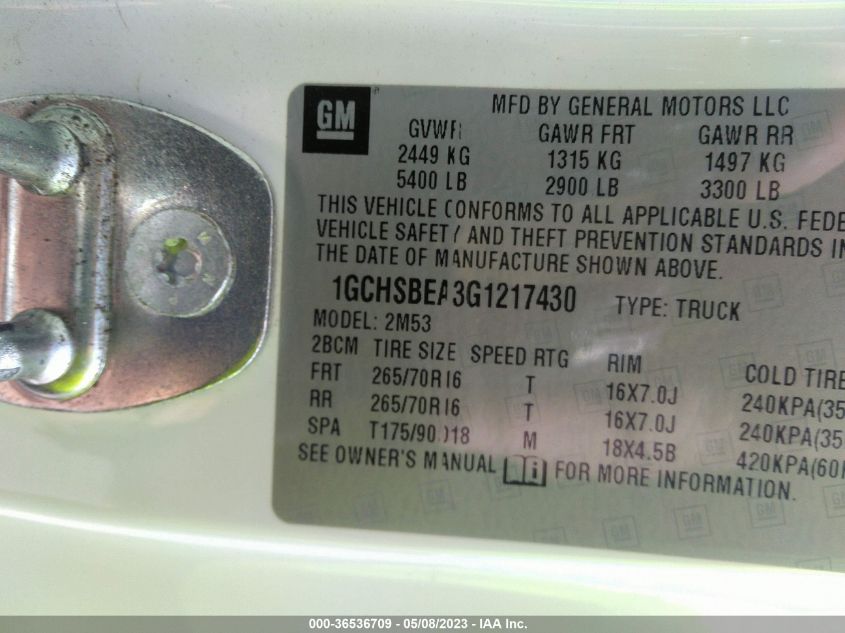 GM
MFD BY GENERAL MOTORS LLC
GVWR GAWR FRT GAWR RR
2449 KG 1315 KG 1497 KG
5400 LB 2900 LB 3300 LB
THIS VEHICLE CONFORMS TO ALL APPLICABLE U.S. FEDE
VEHICLE SAFETY AND THEFT PREVENTION STANDARDS IN
THE DATE OF MANUFACTURE SHOWN ABOVE.
1GCHSBEA3G1217430 TYPE: TRUCK
MODEL: 2M53
2BCM TIRE SIZE SPEED RTG RIM COLD TIRE
FRT 265/70R16 T 16X7.0J 240KPA(35
RR 265/70R16 T 16X7.0J 240KPA(35
SPA T175/90D18 M 18X4.5B 420KPA(60
SEE OWNER'S MANUAL FOR MORE INFORMATION.
000-36536709 - 05/08/2023 - IAA Inc.